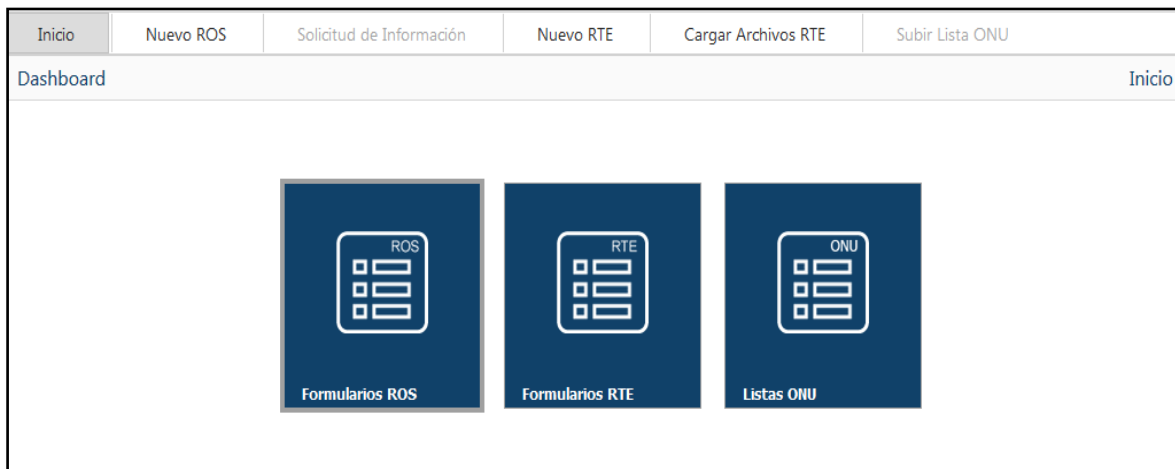 Inicio Nuevo ROS Solicitud de Información Nuevo RTE Cargar Archivos RTE Subir Lista ONU
Dashboard Inicio
ROS RTE ONU
Formularios ROS Formularios RTE Listas ONU